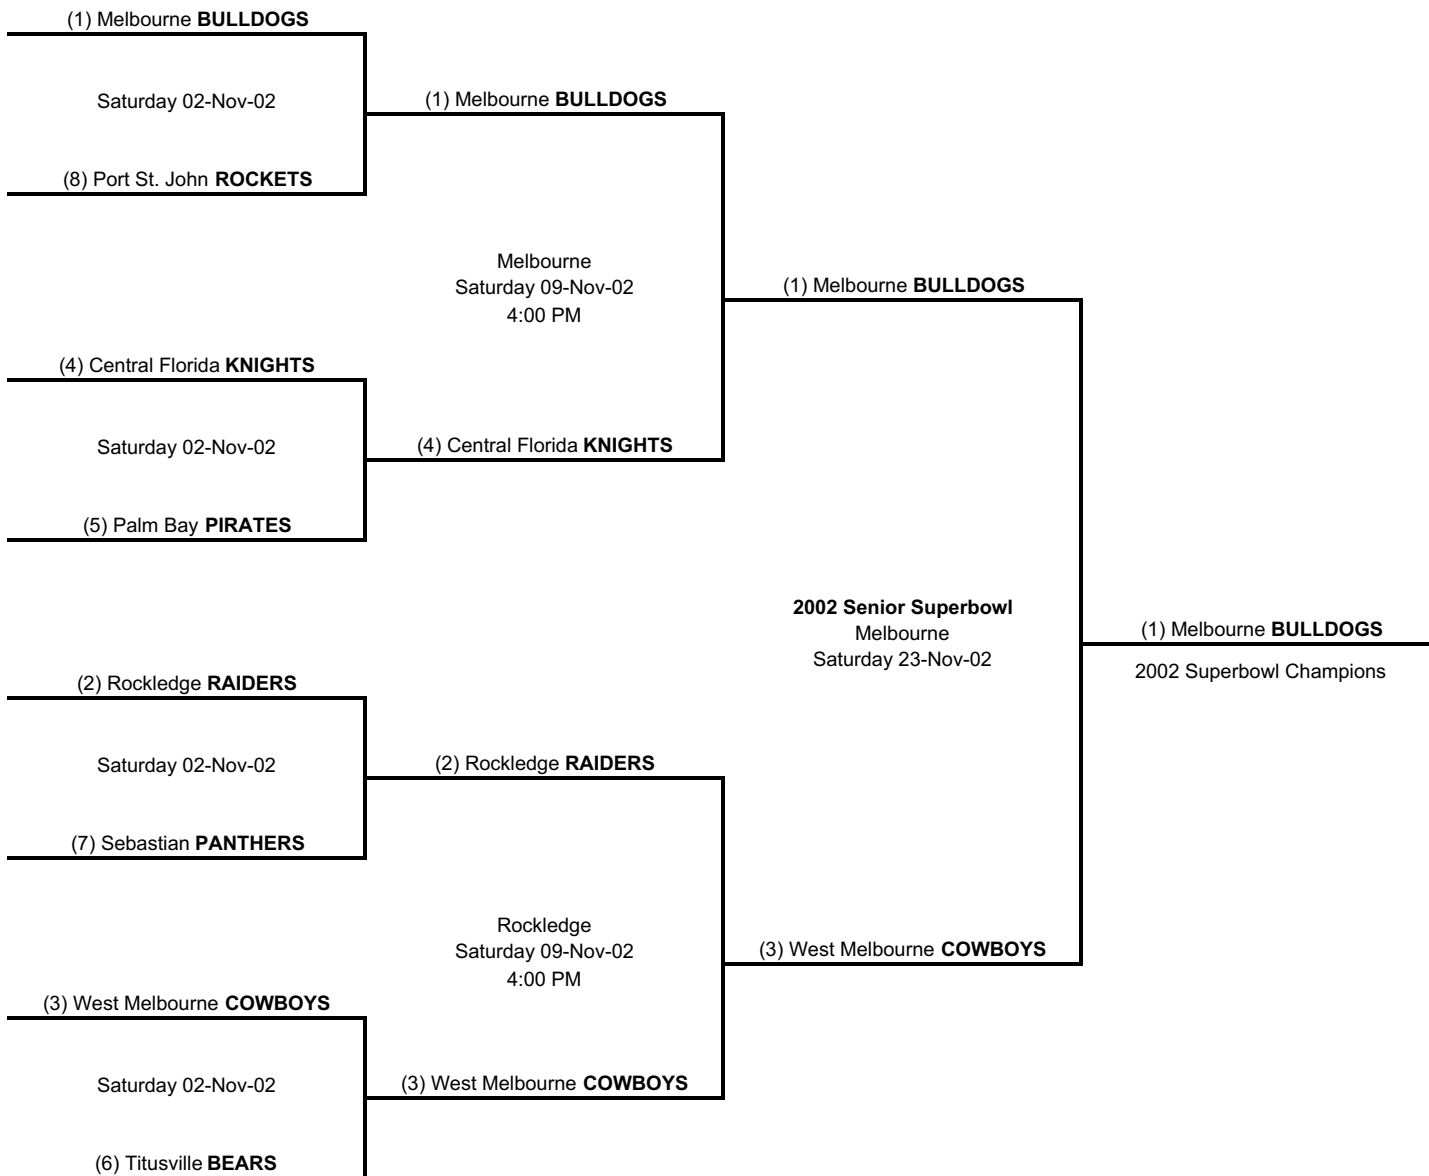 (1) Melbourne BULLDOGS
Saturday 02-Nov-02
(1) Melbourne BULLDOGS
(8) Port St. John ROCKETS
Melbourne
Saturday 09-Nov-02
4:00 PM
(1) Melbourne BULLDOGS
(4) Central Florida KNIGHTS
Saturday 02-Nov-02
(4) Central Florida KNIGHTS
(5) Palm Bay PIRATES
2002 Senior Superbowl
Melbourne
Saturday 23-Nov-02
(1) Melbourne BULLDOGS
2002 Superbowl Champions
(2) Rockledge RAIDERS
Saturday 02-Nov-02
(2) Rockledge RAIDERS
(7) Sebastian PANTHERS
Rockledge
Saturday 09-Nov-02
4:00 PM
(3) West Melbourne COWBOYS
(3) West Melbourne COWBOYS
Saturday 02-Nov-02
(3) West Melbourne COWBOYS
(6) Titusville BEARS